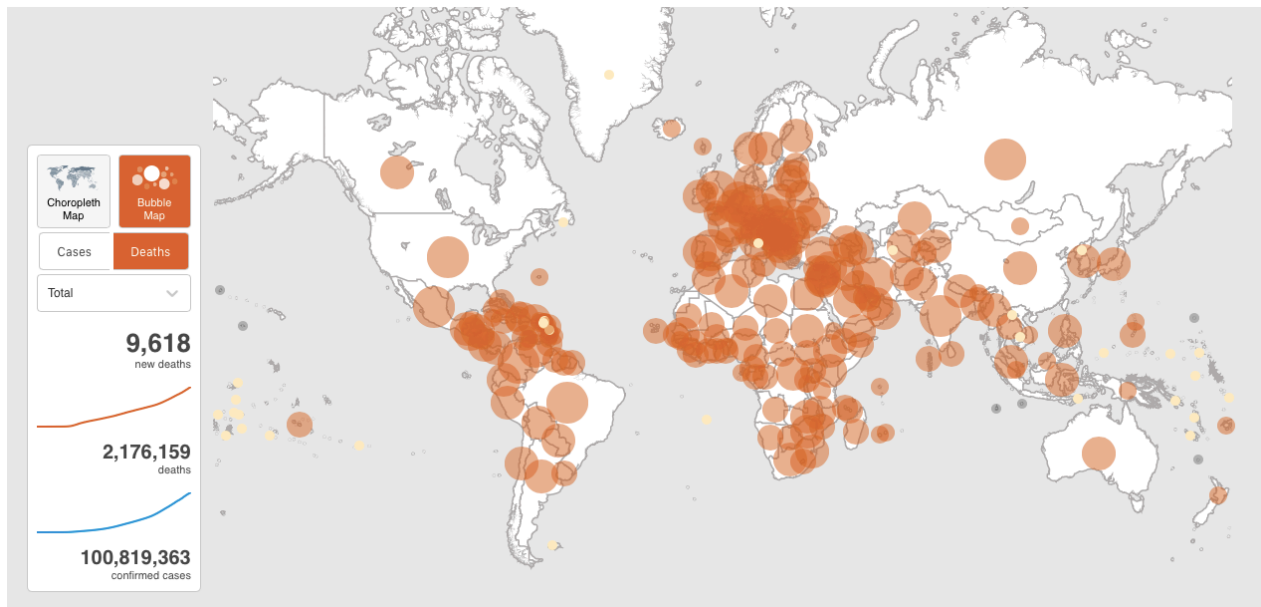 Choropleth
Map
Bubble
Map
Cases
Deaths
Total
9,618
new deaths
2,176,159
deaths
100,819,363
confirmed cases